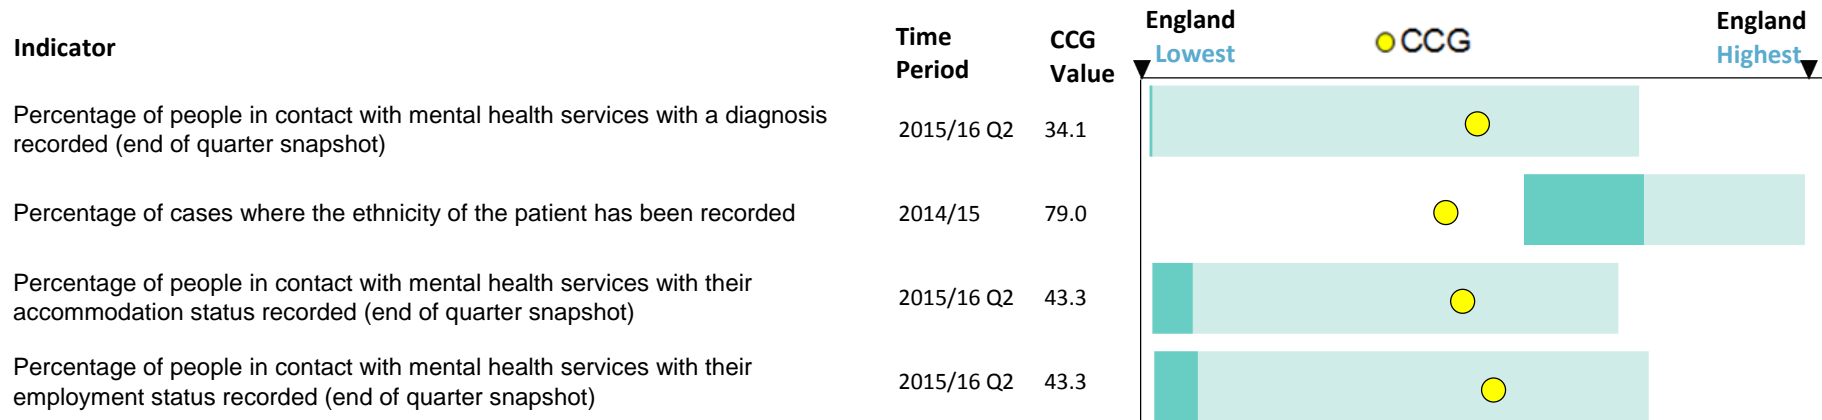 Indicator
Time Period
CCG Value
England Lowest
CCG
England Highest
Percentage of people in contact with mental health services with a diagnosis
recorded (end of quarter snapshot)
2015/16 Q2
34.1
Percentage of cases where the ethnicity of the patient has been recorded
2014/15
79.0
Percentage of people in contact with mental health services with their
accommodation status recorded (end of quarter snapshot)
2015/16 Q2
43.3
Percentage of people in contact with mental health services with their
employment status recorded (end of quarter snapshot)
2015/16 Q2
43.3